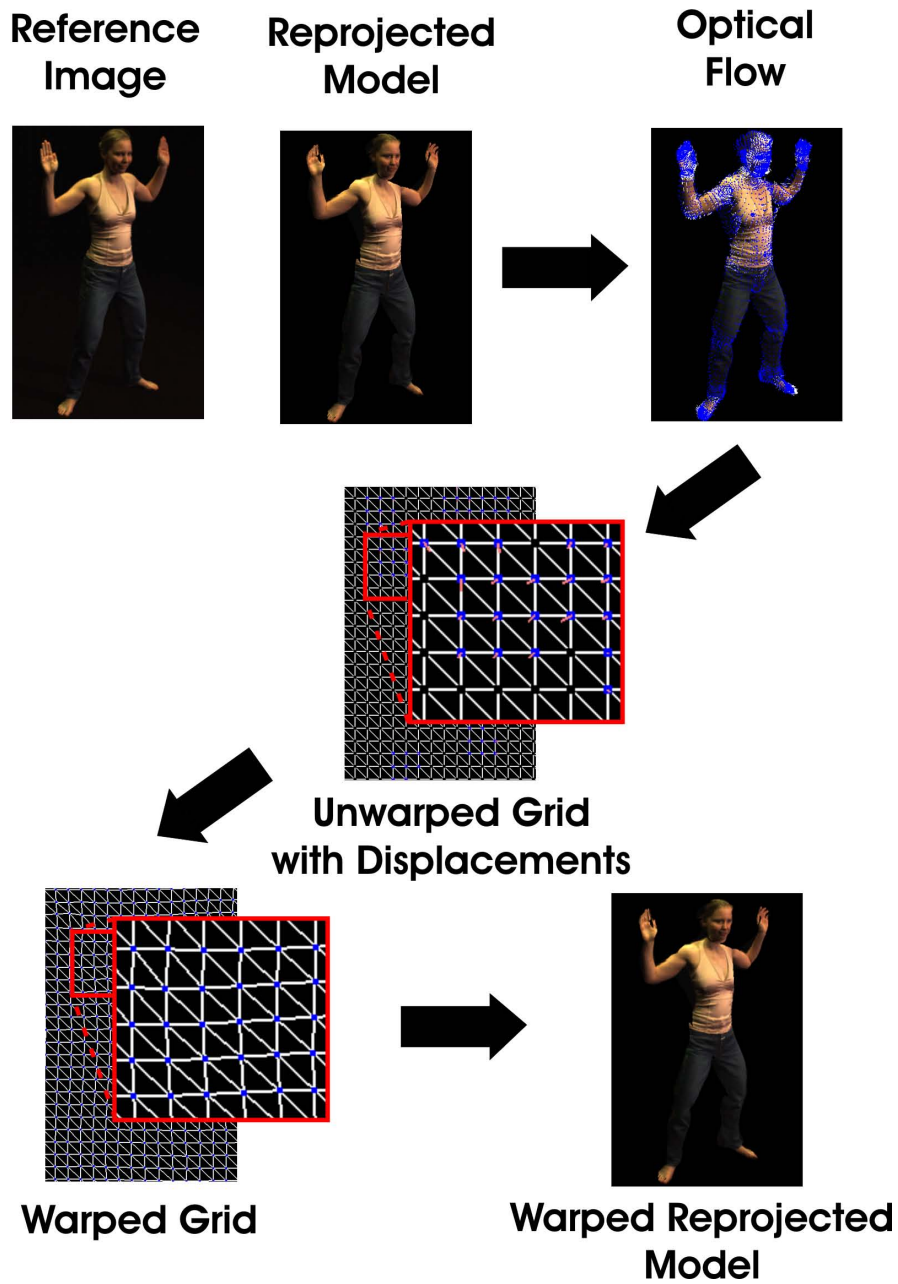 Reference
Image
Reprojected
Model
Optical
Flow
Unwarped Grid
with Displacements
Warped Grid
Warped Reprojected
Model